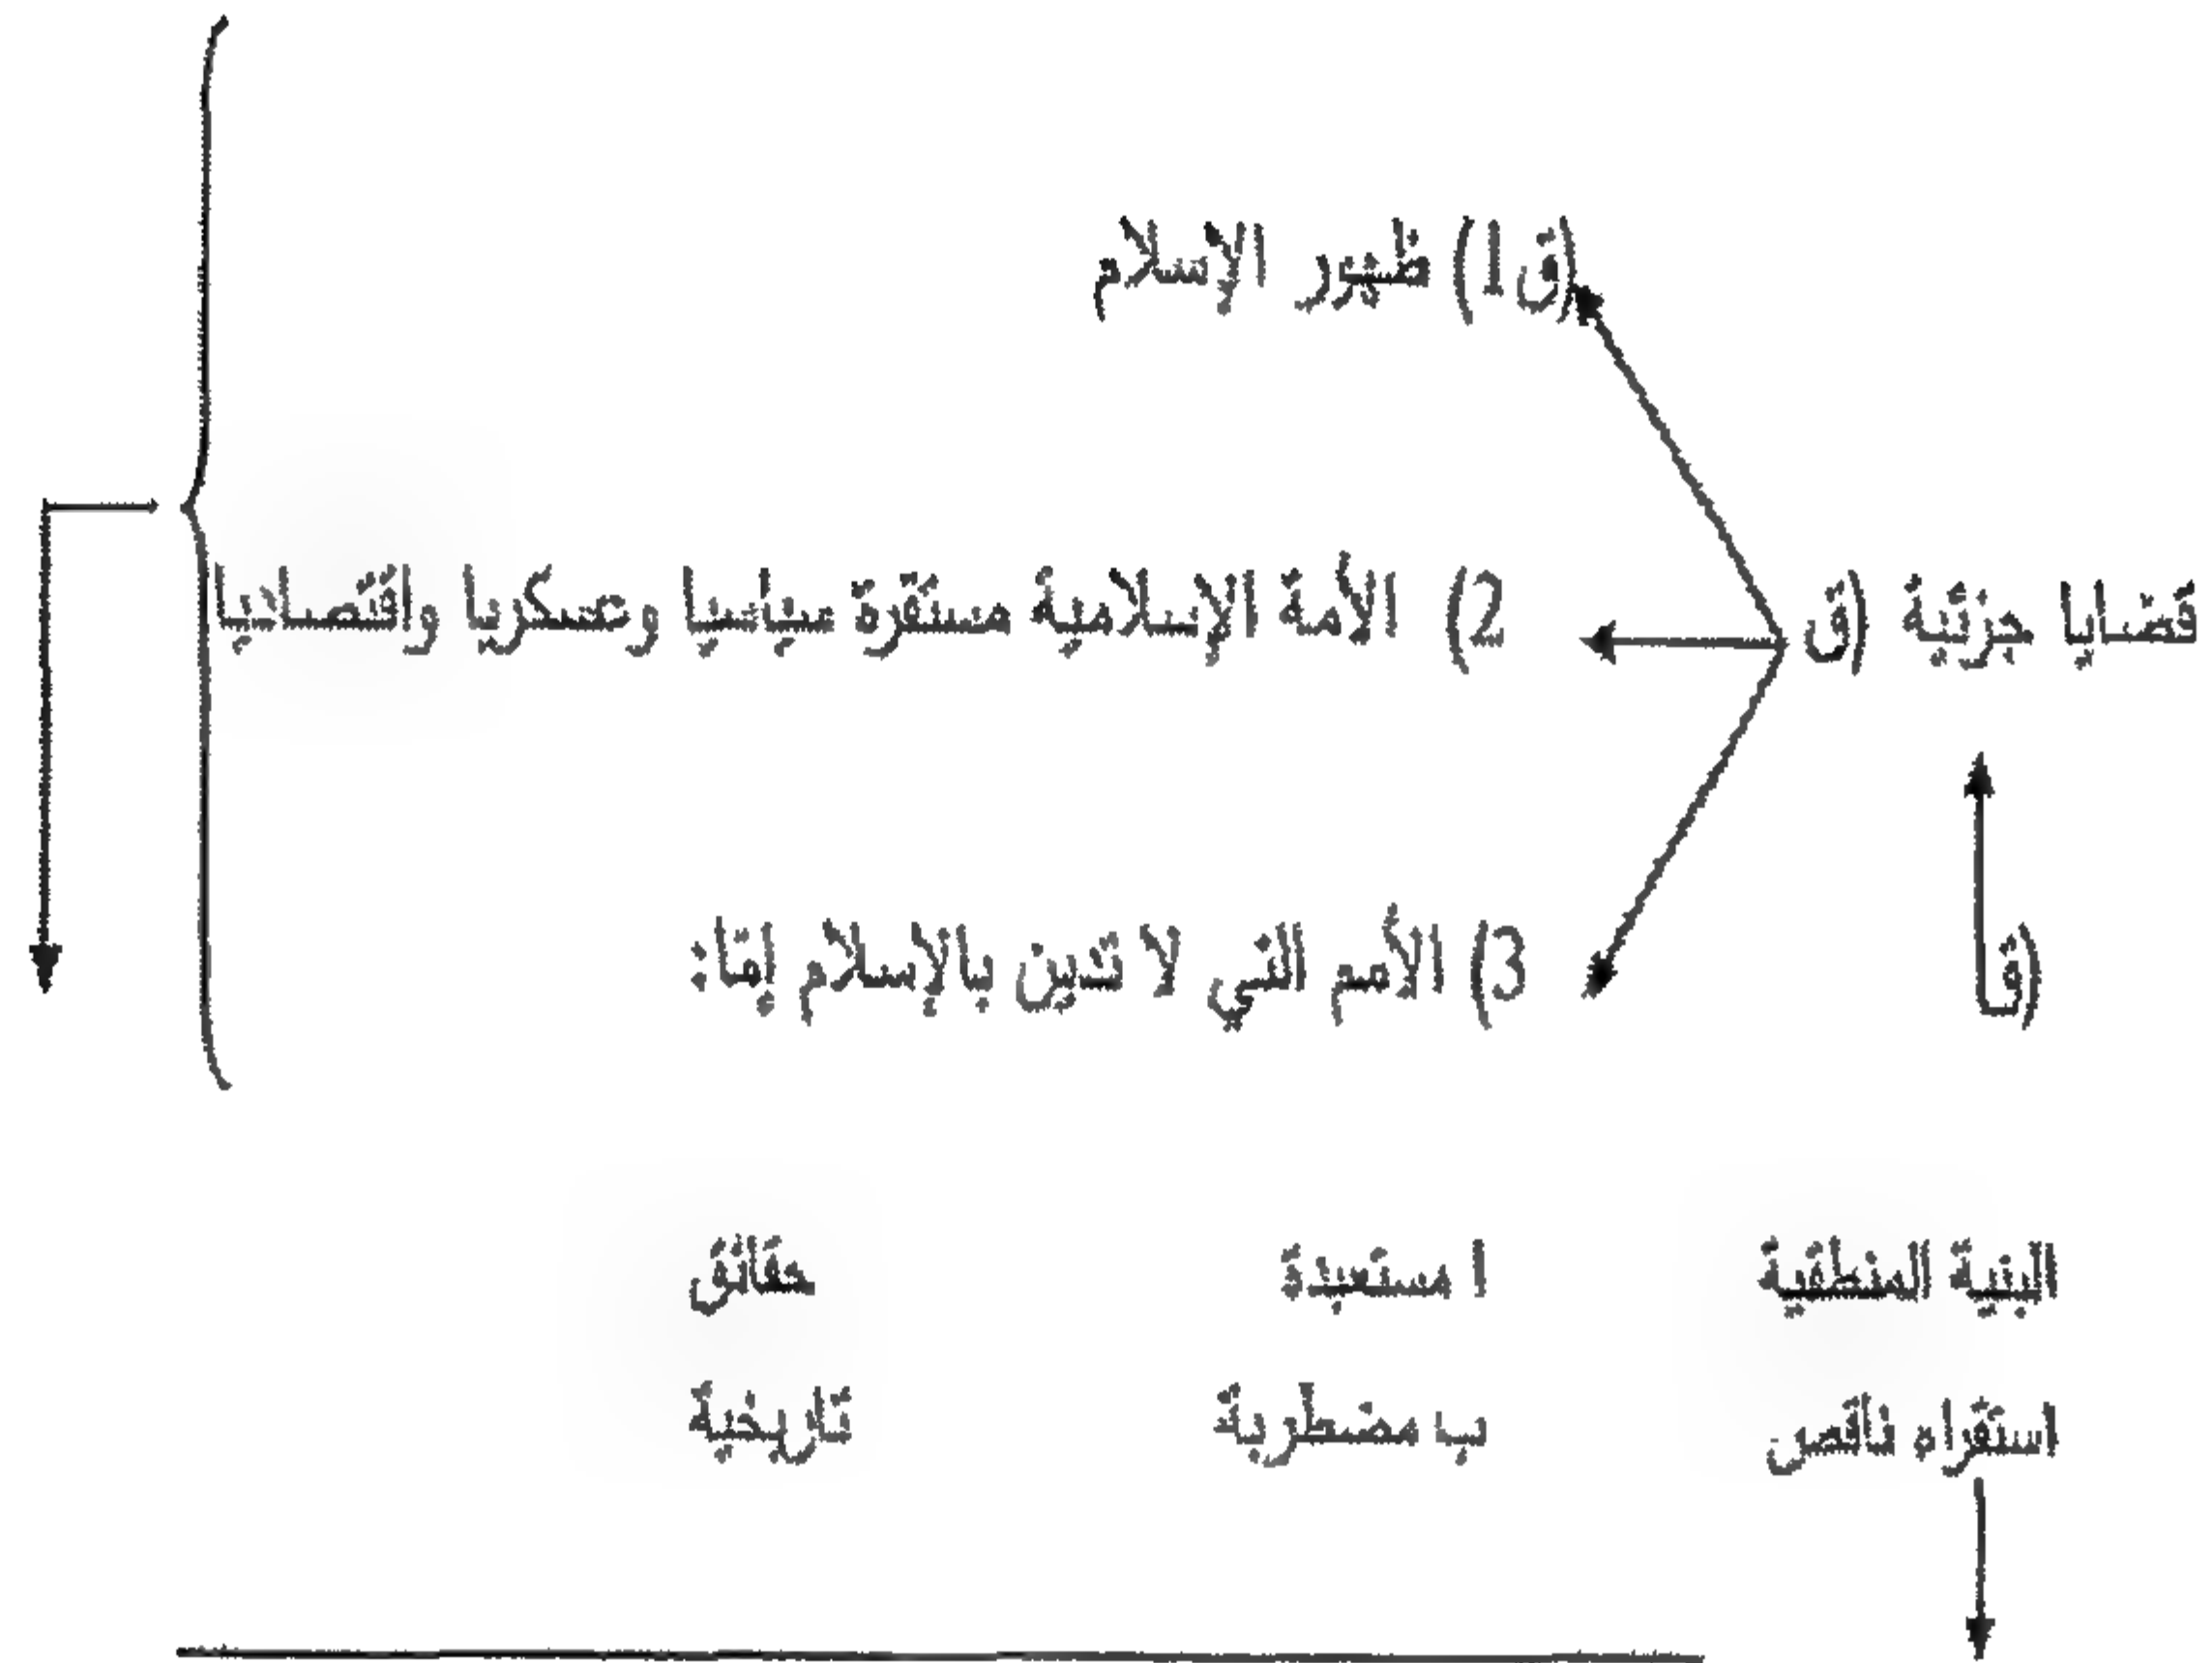 (ق1) ظهور الإسلام
قضايا جزئية (ق
2) الأمة الإسلامية مستقرة سياسيا وعسكريا واقتصاديا
(ق
3) الأمم التي لا تدين بالإسلام إمّا:
البنية المنطقية
ا مستعبدة
حقائق
استقراء ناقص
ب مضطربة
تاريخية